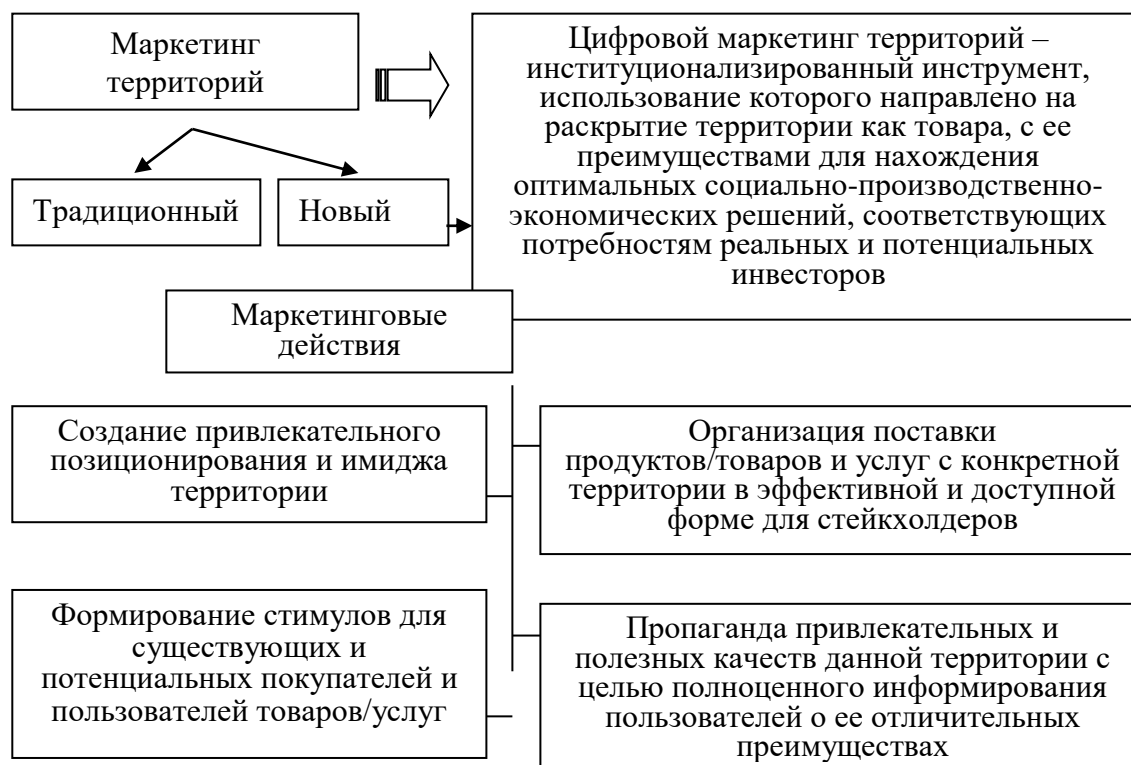 Маркетинг
территорий
Цифровой маркетинг территорий –
институционализированный инструмент,
использование которого направлено на
раскрытие территории как товара, с ее
преимуществами для нахождения
оптимальных социально-производственно-
экономических решений, соответствующих
потребностям реальных и потенциальных
инвесторов
Традиционный
Новый
Маркетинговые
действия
Создание привлекательного
позиционирования и имиджа
территории
Организация поставки
продуктов/товаров и услуг с конкретной
территории в эффективной и доступной
форме для стейкхолдеров
Формирование стимулов для
существующих и
потенциальных покупателей и
пользователей товаров/услуг
Пропаганда привлекательных и
полезных качеств данной территории с
целью полноценного информирования
пользователей о ее отличительных
преимуществах